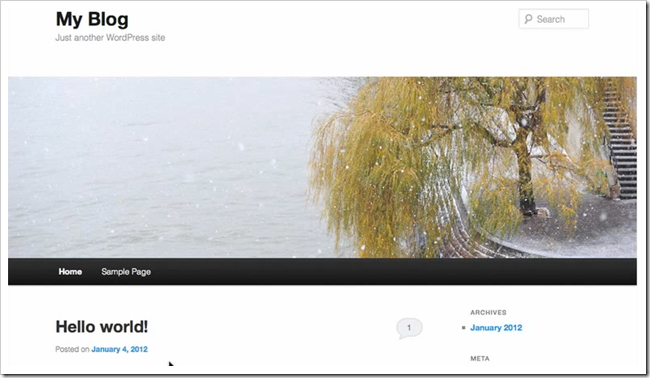 My Blog
Just another WordPress site
Search
Home Sample Page
Hello world!
1
Posted on January 4, 2012
ARCHIVES
January 2012
META